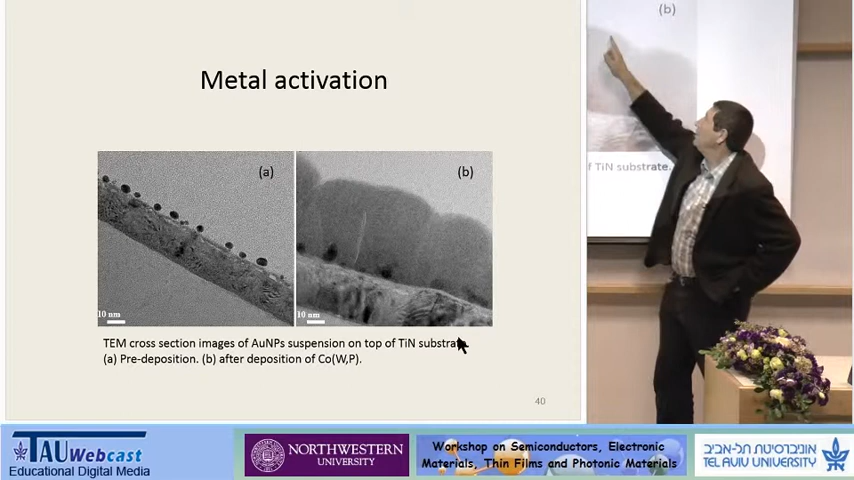 Metal activation
(a)
(b)
10 nm
10 nm
TEM cross section images of AuNPs suspension on top of TiN substrate.
(a) Pre-deposition. (b) after deposition of Co(W,P).
40
(b)
f TiN substrate.
TAU Webcast
Educational Digital Media
NORTHWESTERN
UNIVERSITY
Workshop on Semiconductors, Electronic
Materials, Thin Films and Photonic Materials
אוניברסיטת תל-אביב
TEL AVIV UNIVERSITY